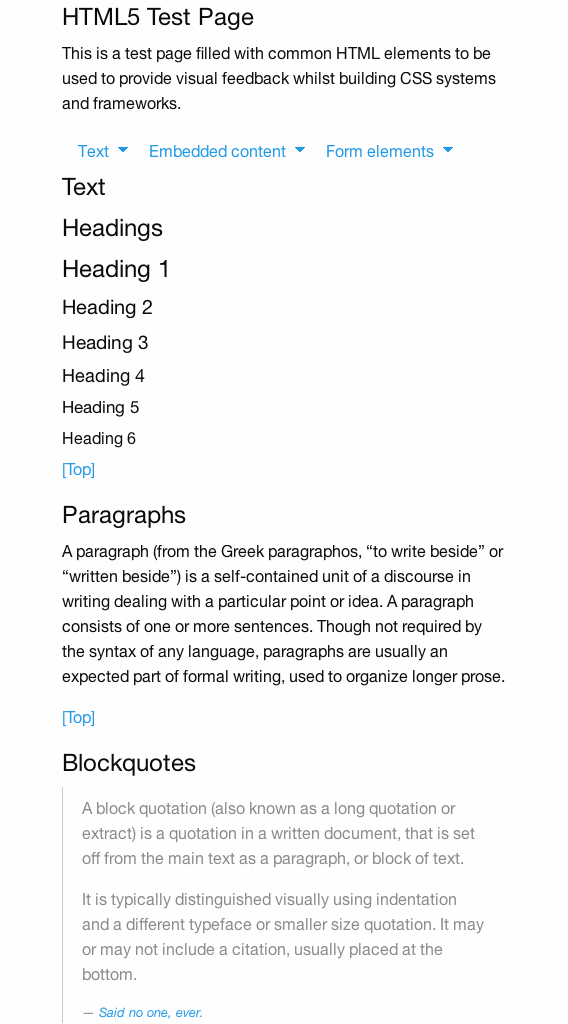 HTML5 Test Page
This is a test page filled with common HTML elements to be
used to provide visual feedback whilst building CSS systems
and frameworks.
Text Embedded content Form elements
Text
Headings
Heading 1
Heading 2
Heading 3
Heading 4
Heading 5
Heading 6
[Top]
Paragraphs
A paragraph (from the Greek paragraphos, “to write beside” or
“written beside”) is a self-contained unit of a discourse in
writing dealing with a particular point or idea. A paragraph
consists of one or more sentences. Though not required by
the syntax of any language, paragraphs are usually an
expected part of formal writing, used to organize longer prose.
[Top]
Blockquotes
A block quotation (also known as a long quotation or
extract) is a quotation in a written document, that is set
off from the main text as a paragraph, or block of text.
It is typically distinguished visually using indentation
and a different typeface or smaller size quotation. It may
or may not include a citation, usually placed at the
bottom.
— Said no one, ever.